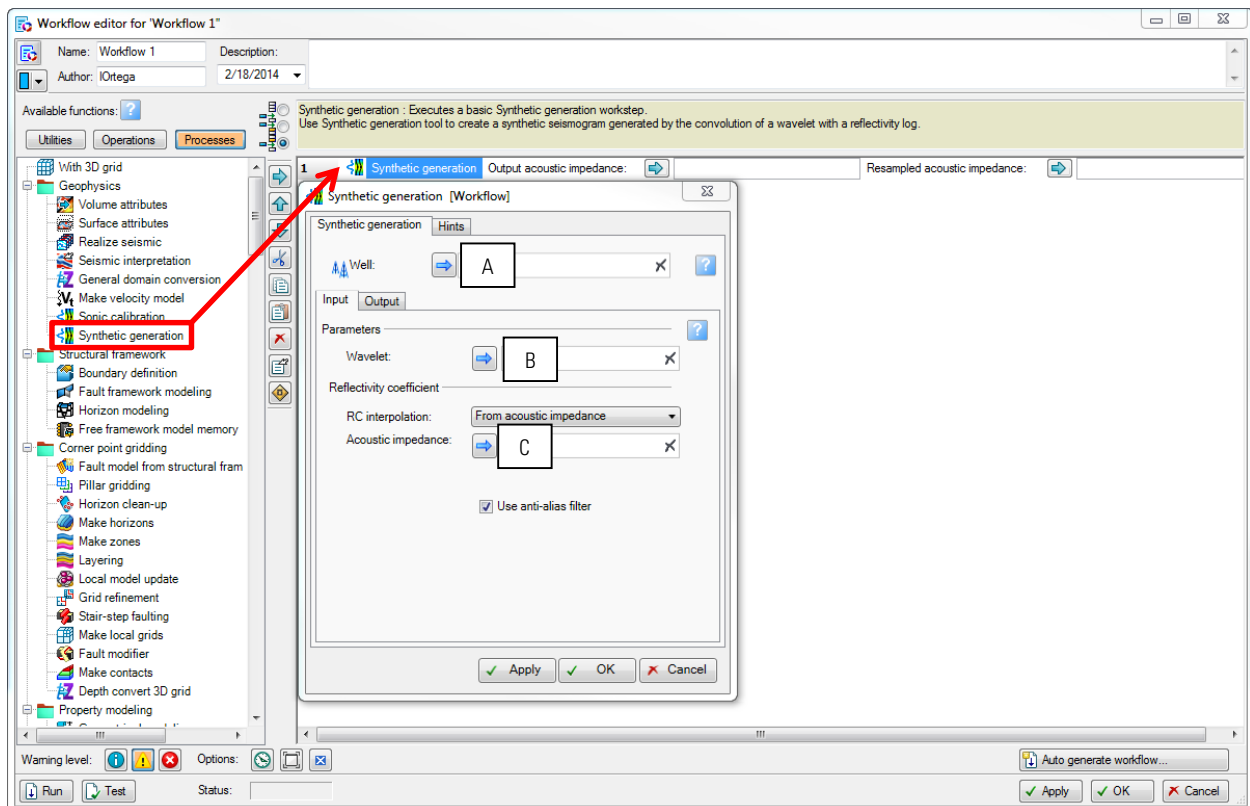 Workflow editor for 'Workflow 1"
Name: Workflow 1 Description:
Author: IOrtega 2/18/2014
Available functions: ?
Utilities Operations Processes
Synthetic generation : Executes a basic Synthetic generation workstep.
Use Synthetic generation tool to create a synthetic seismogram generated by the convolution of a wavelet with a reflectivity log.
1 Synthetic generation Output acoustic impedance: Resampled acoustic impedance:
With 3D grid
Geophysics
Volume attributes
Surface attributes
Realize seismic
Seismic interpretation
General domain conversion
Make velocity model
Sonic calibration
Synthetic generation
Structural framework
Boundary definition
Fault framework modeling
Horizon modeling
Free framework model memory
Corner point gridding
Fault model from structural fram
Pillar gridding
Horizon clean-up
Make horizons
Make zones
Layering
Local model update
Grid refinement
Stair-step faulting
Make local grids
Fault modifier
Make contacts
Depth convert 3D grid
Property modeling
Synthetic generation [Workflow]
Synthetic generation Hints
Well: A ?
Input Output
Parameters ?
Wavelet: B
Reflectivity coefficient
RC interpolation: From acoustic impedance
Acoustic impedance: C
Use anti-alias filter
Apply OK Cancel
Warning level: Options: Auto generate workflow...
Run Test Status: Apply OK Cancel